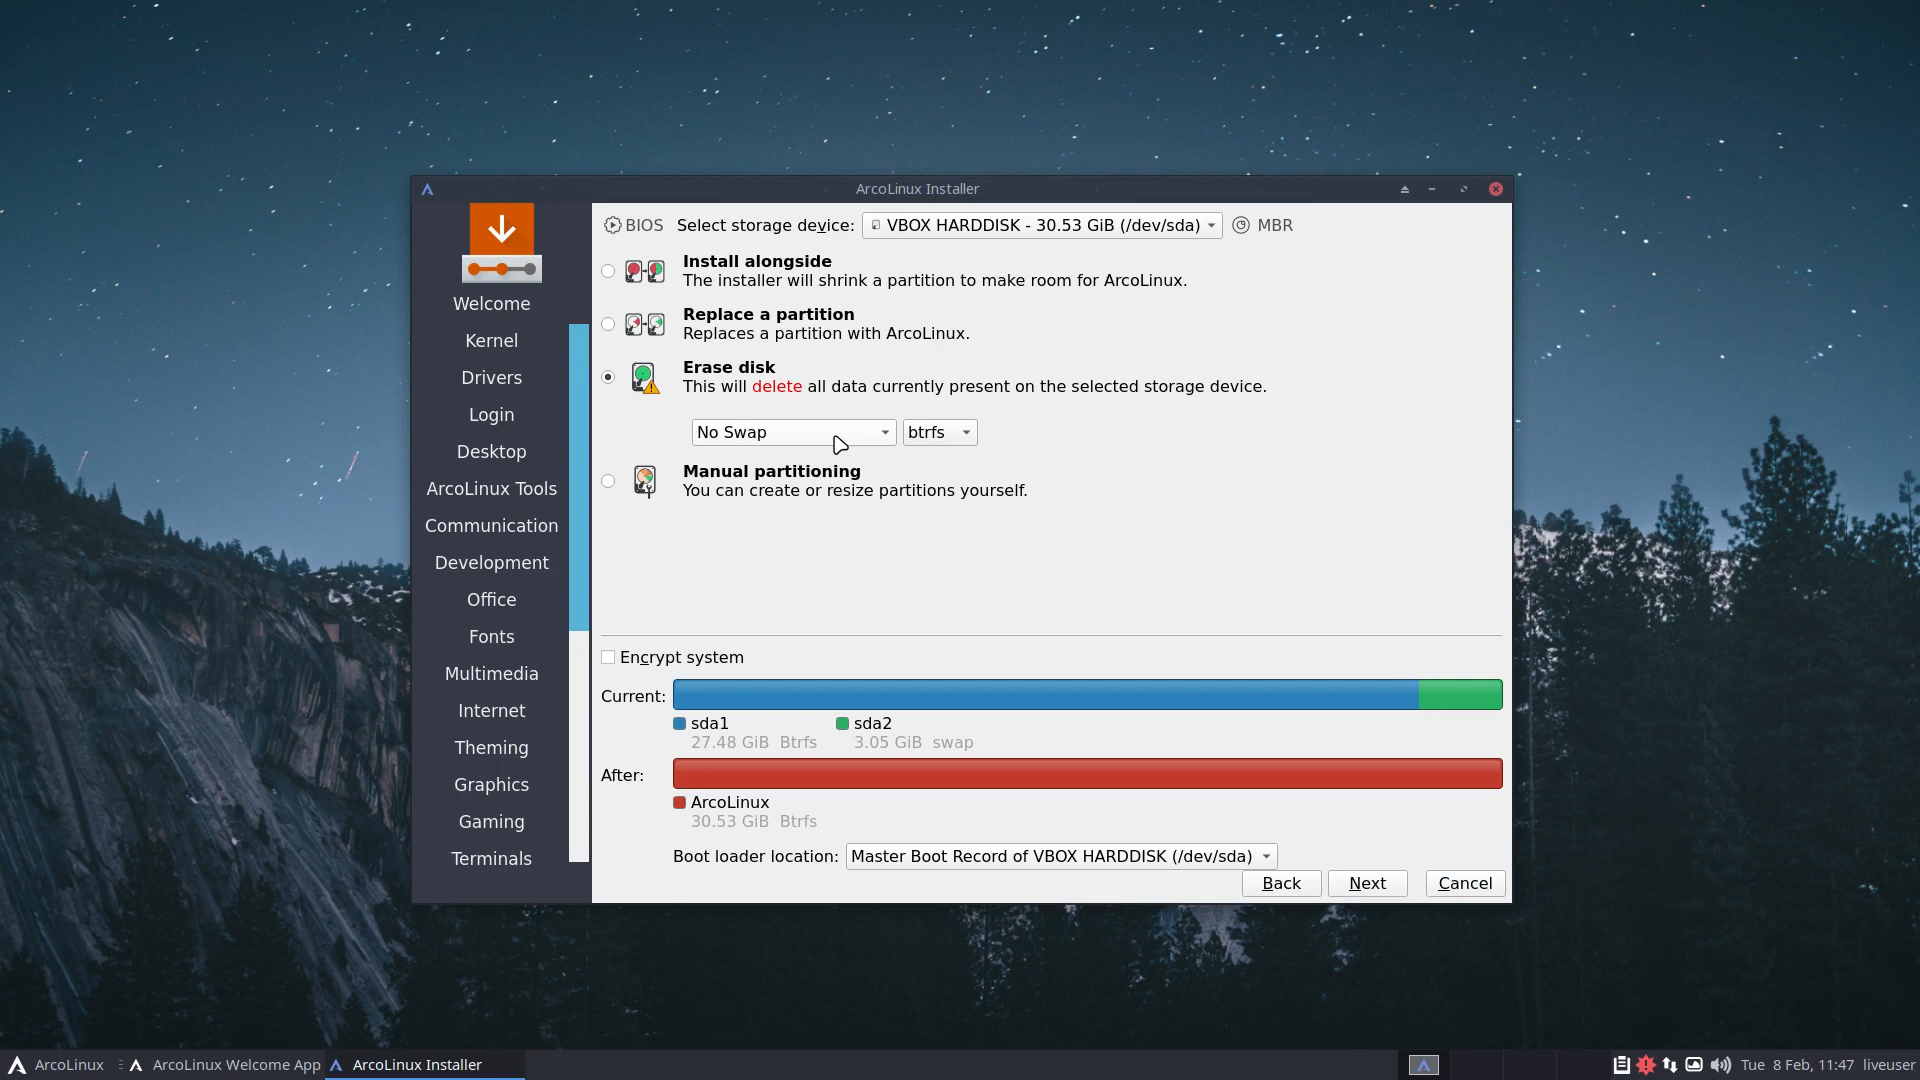 ArcoLinux Installer
BIOS Select storage device: VBOX HARDDISK - 30.53 GiB (/dev/sda) MBR
Install alongside
The installer will shrink a partition to make room for ArcoLinux.
Replace a partition
Replaces a partition with ArcoLinux.
Erase disk
This will delete all data currently present on the selected storage device.
No Swap btrfs
Manual partitioning
You can create or resize partitions yourself.
Welcome
Kernel
Drivers
Login
Desktop
ArcoLinux Tools
Communication
Development
Office
Fonts
Multimedia
Internet
Theming
Graphics
Gaming
Terminals
Encrypt system
Current:
sda1 sda2
27.48 GiB Btrfs 3.05 GiB swap
After:
ArcoLinux
30.53 GiB Btrfs
Boot loader location: Master Boot Record of VBOX HARDDISK (/dev/sda)
Back Next Cancel
ArcoLinux ArcoLinux Welcome App ArcoLinux Installer Tue 8 Feb, 11:47 liveuser